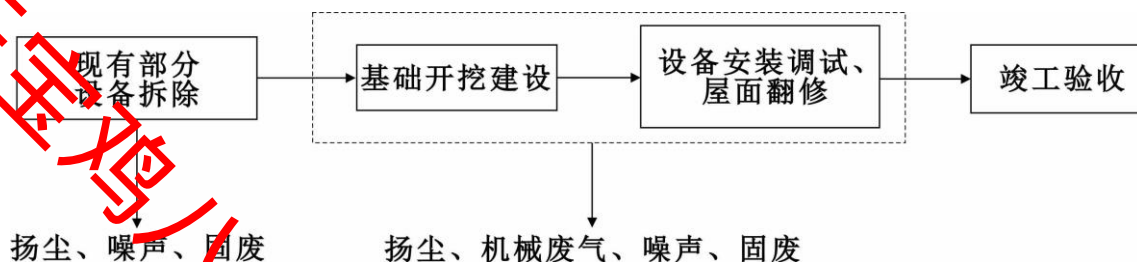 现有部分
设备拆除
基础开挖建设
设备安装调试、
屋面翻修
竣工验收
扬尘、噪声、固废
扬尘、机械废气、噪声、固废
宝鸡